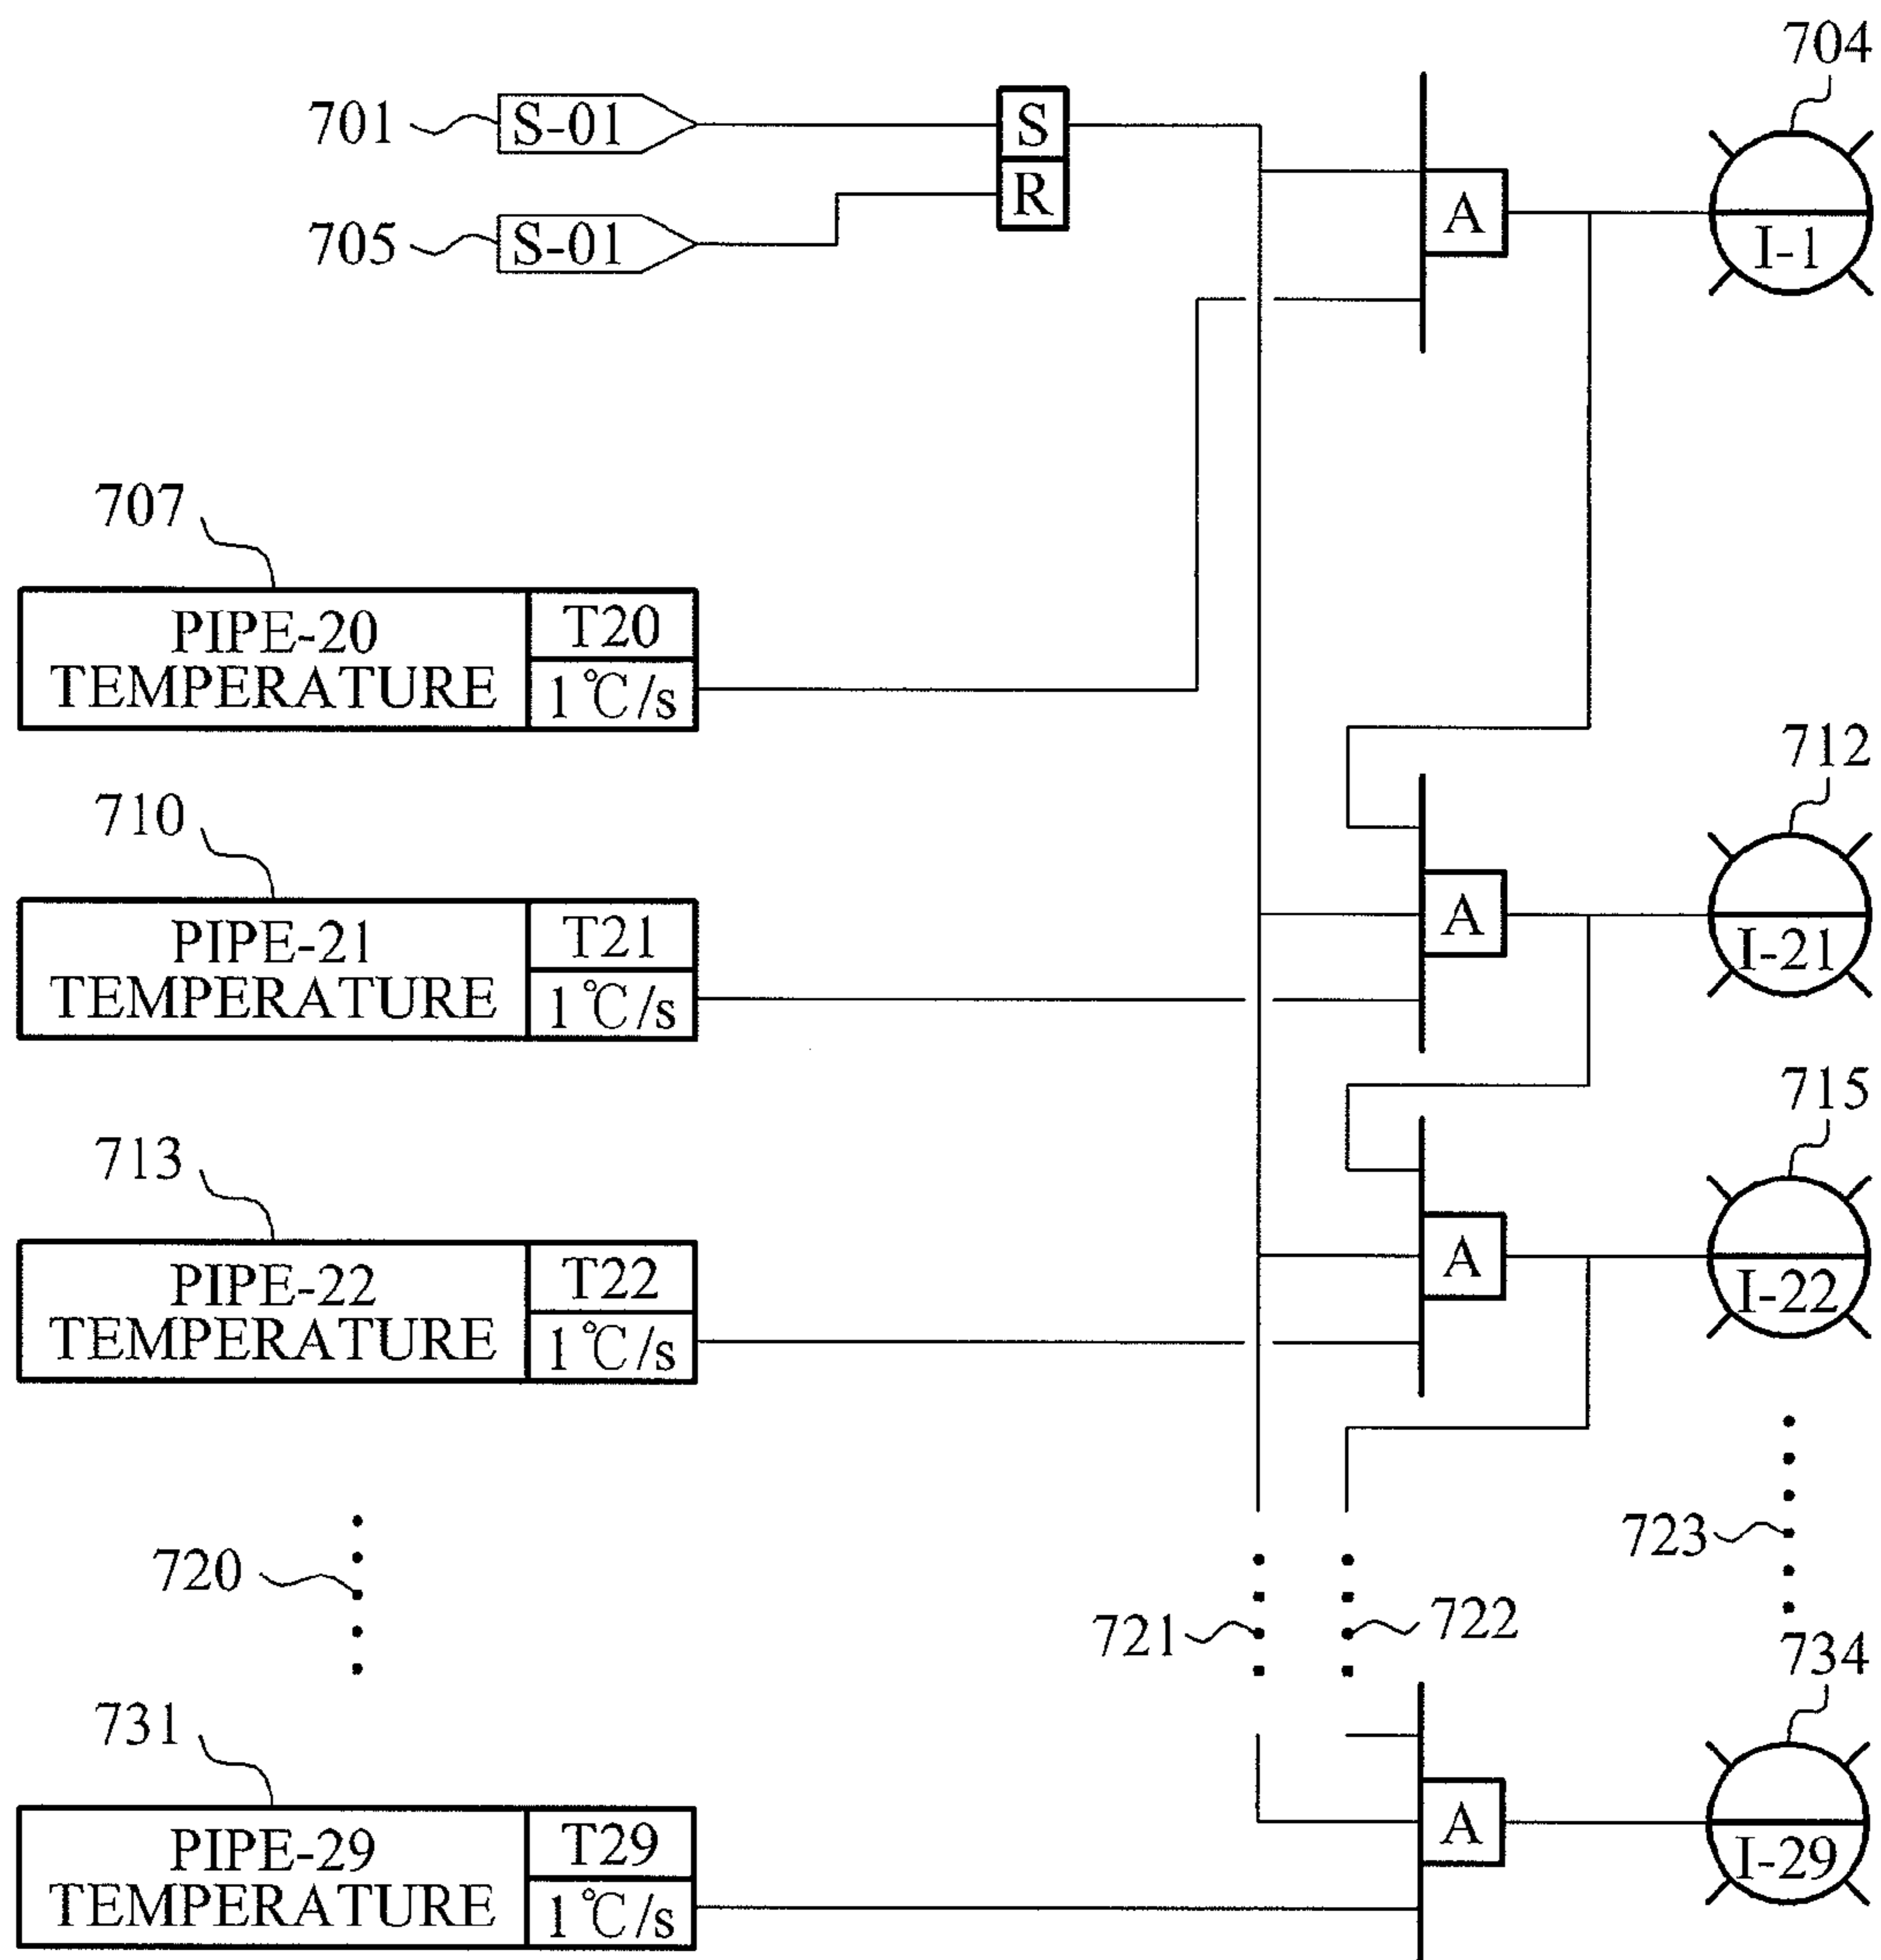 704
701 S-01 S
R
705 S-01
A
I-1
707
PIPE-20 T20
TEMPERATURE 1℃/s
712
710
PIPE-21 T21
TEMPERATURE 1℃/s
A
I-21
715
713
PIPE-22 T22
TEMPERATURE 1℃/s
A
I-22
723
720
721 722
734
731
PIPE-29 T29
TEMPERATURE 1℃/s
A
I-29